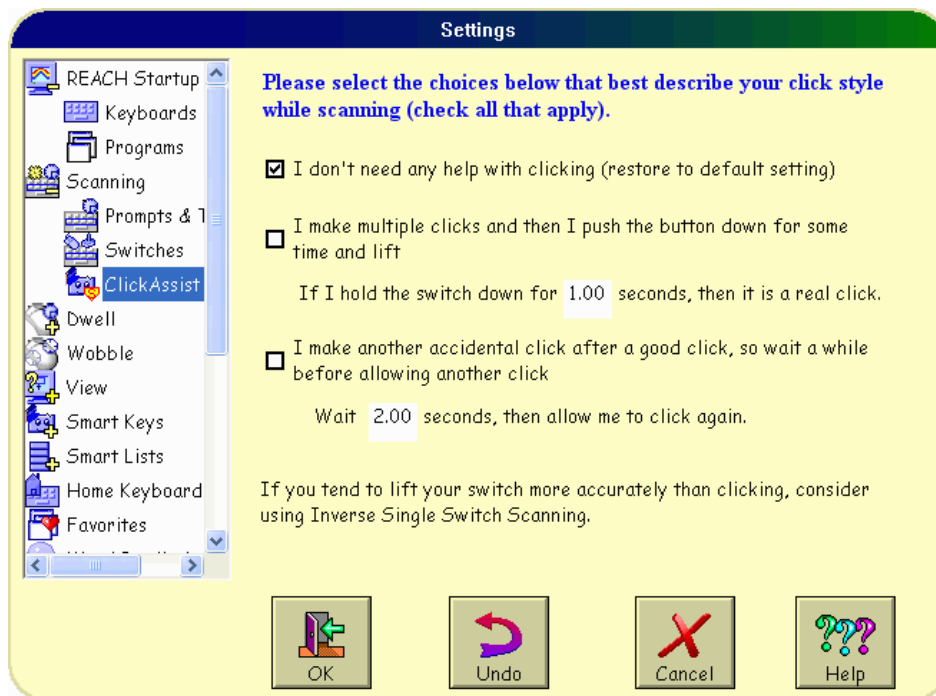 Settings
REACH Startup
Keyboards
Programs
Scanning
Prompts & T
Switches
ClickAssist
Dwell
Wobble
View
Smart Keys
Smart Lists
Home Keyboard
Favorites
Please select the choices below that best describe your click style
while scanning (check all that apply).
I don't need any help with clicking (restore to default setting)
I make multiple clicks and then I push the button down for some
time and lift
If I hold the switch down for 1.00 seconds, then it is a real click.
I make another accidental click after a good click, so wait a while
before allowing another click
Wait 2.00 seconds, then allow me to click again.
If you tend to lift your switch more accurately than clicking, consider
using Inverse Single Switch Scanning.
OK
Undo
Cancel
Help